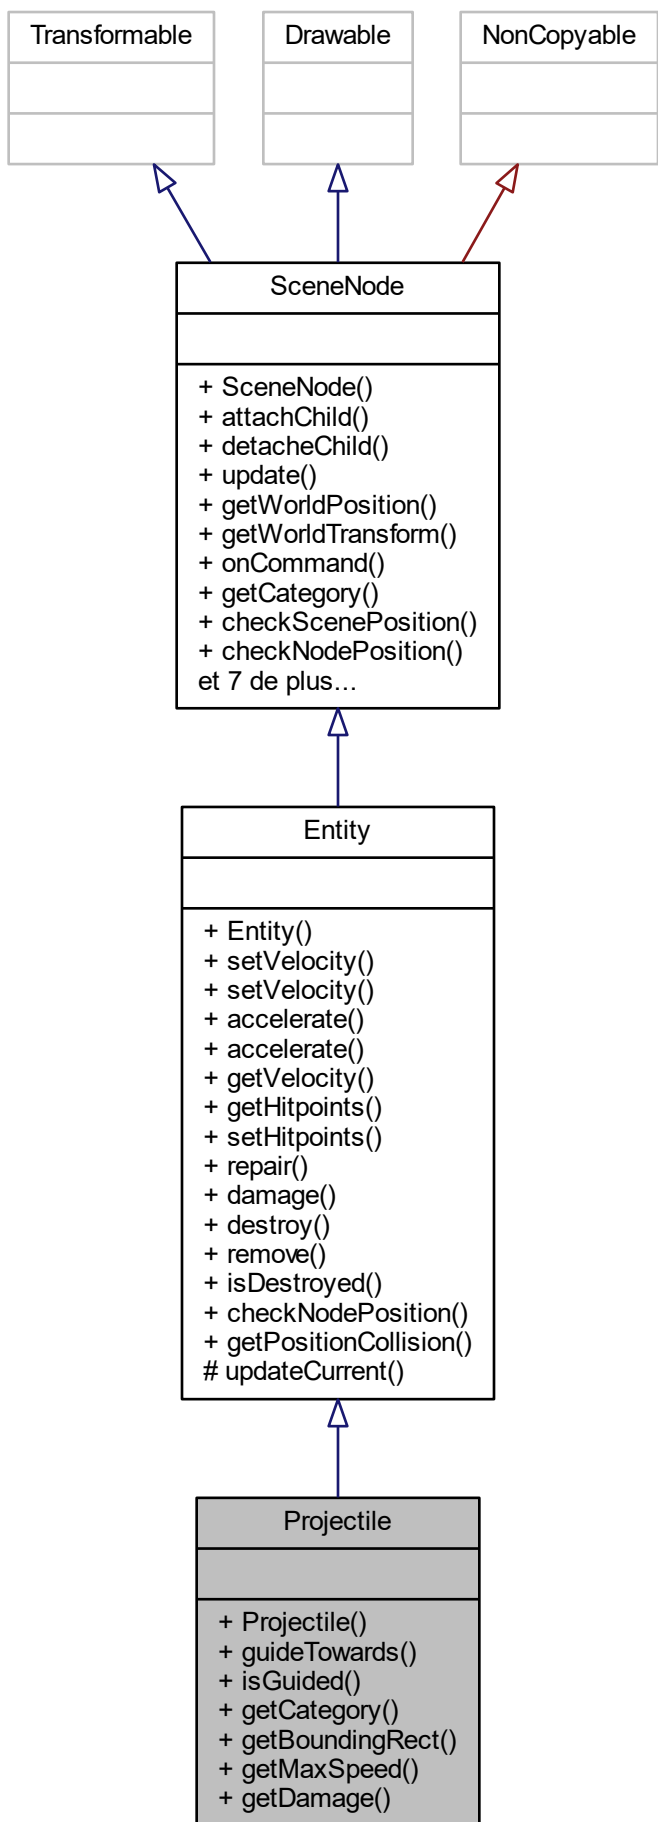 Transformable
Drawable
NonCopyable
SceneNode
+ SceneNode()
+ attachChild()
+ detacheChild()
+ update()
+ getWorldPosition()
+ getWorldTransform()
+ onCommand()
+ getCategory()
+ checkScenePosition()
+ checkNodePosition()
et 7 de plus...
Entity
+ Entity()
+ setVelocity()
+ setVelocity()
+ accelerate()
+ accelerate()
+ getVelocity()
+ getHitpoints()
+ setHitpoints()
+ repair()
+ damage()
+ destroy()
+ remove()
+ isDestroyed()
+ checkNodePosition()
+ getPositionCollision()
# updateCurrent()
Projectile
+ Projectile()
+ guideTowards()
+ isGuided()
+ getCategory()
+ getBoundingRect()
+ getMaxSpeed()
+ getDamage()